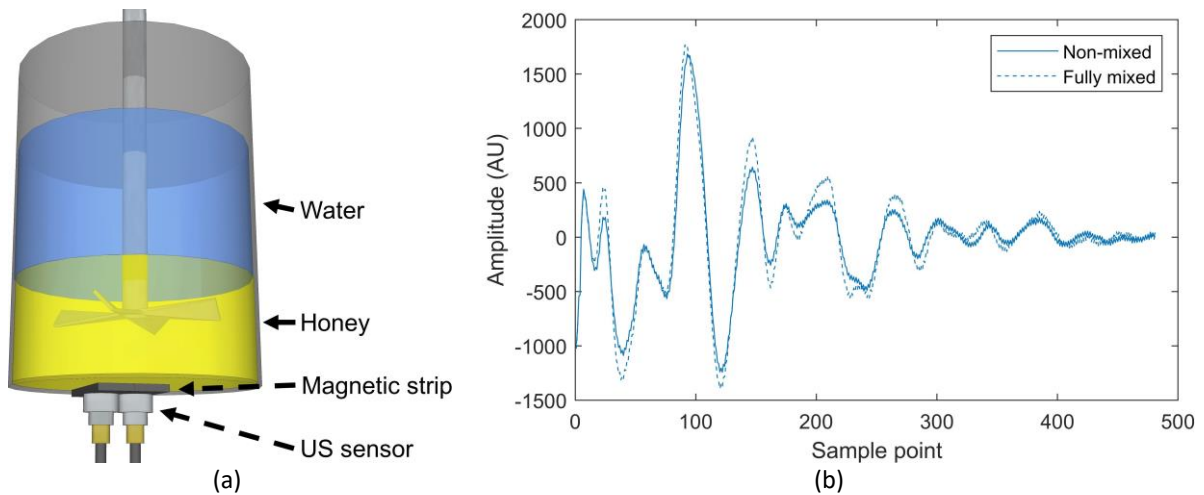 Water
Honey
Magnetic strip
US sensor
(a)
2000
1500
1000
500
0
-500
-1000
-1500
Amplitude (AU)
0
100
200
300
400
500
Sample point
Non-mixed
Fully mixed
(b)